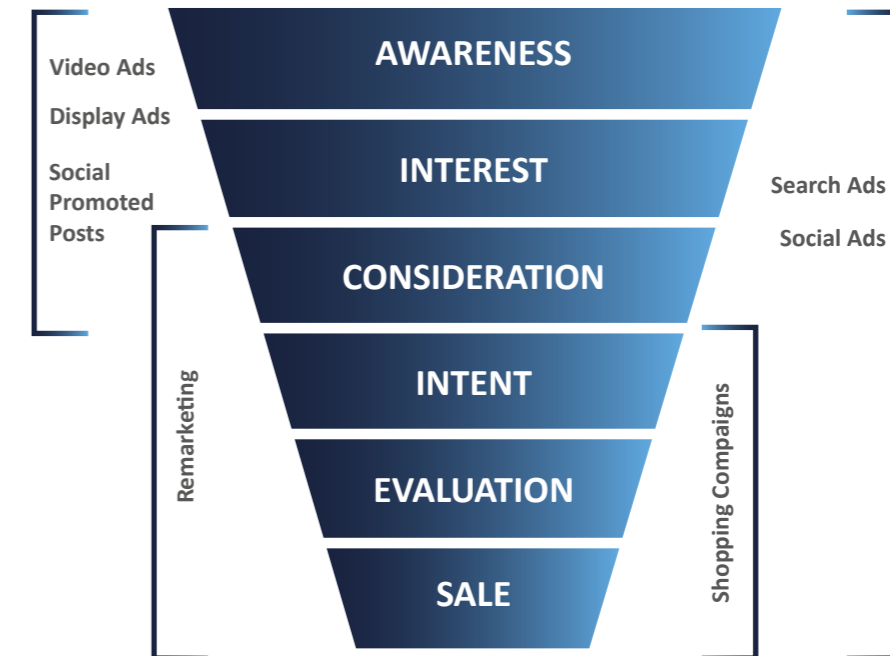 AWARENESS
Video Ads
Display Ads
INTEREST
Social
Promoted
Posts
Search Ads
Social Ads
CONSIDERATION
INTENT
Remarketing
Shopping Compaigns
EVALUATION
SALE